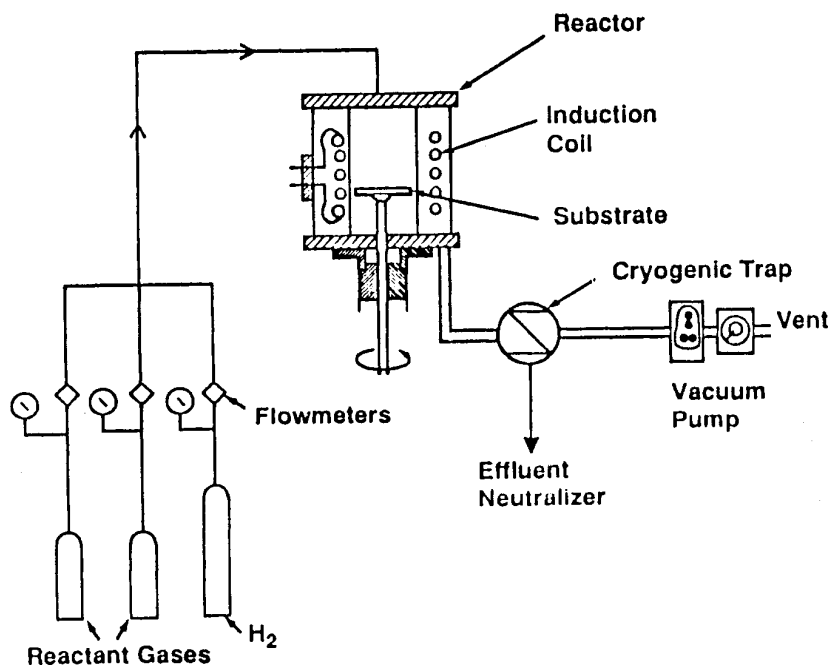 Reactor
Induction
Coil
Substrate
Cryogenic Trap
Vent
Vacuum
Pump
Flowmeters
Effluent
Neutralizer
H₂
Reactant Gases